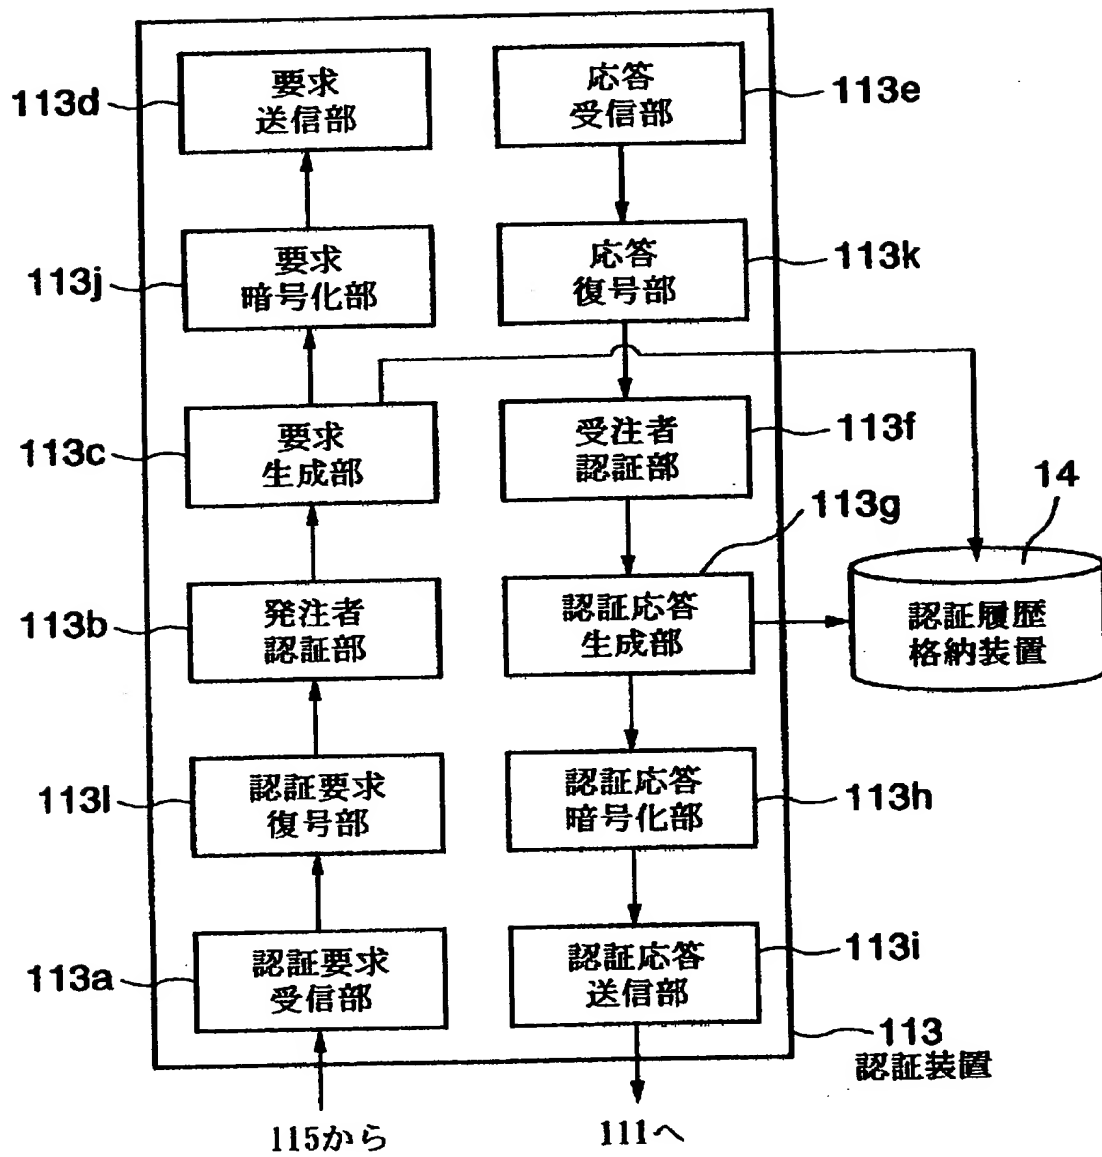 113d
要求
送信部
応答
受信部
113e
113j
要求
暗号化部
応答
復号部
113k
113c
要求
生成部
受注者
認証部
113f
113g
14
113b
発注者
認証部
認証応答
生成部
認証履歴
格納装置
113l
認証要求
復号部
認証応答
暗号化部
113h
113a
認証要求
受信部
認証応答
送信部
113i
113
認証装置
115から
111へ